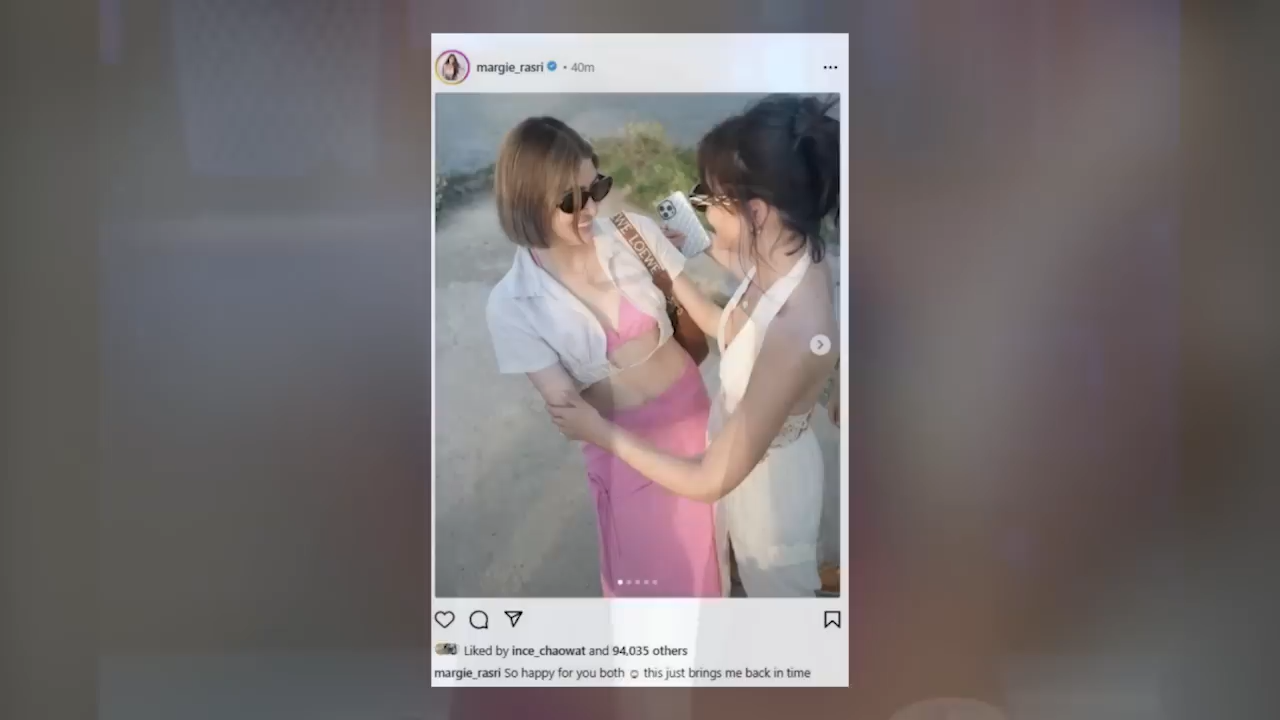 margie_rasri • 40m
WE LOEWE
Liked by ince_chaowat and 94,035 others
margie_rasri So happy for you both ☺ this just brings me back in time